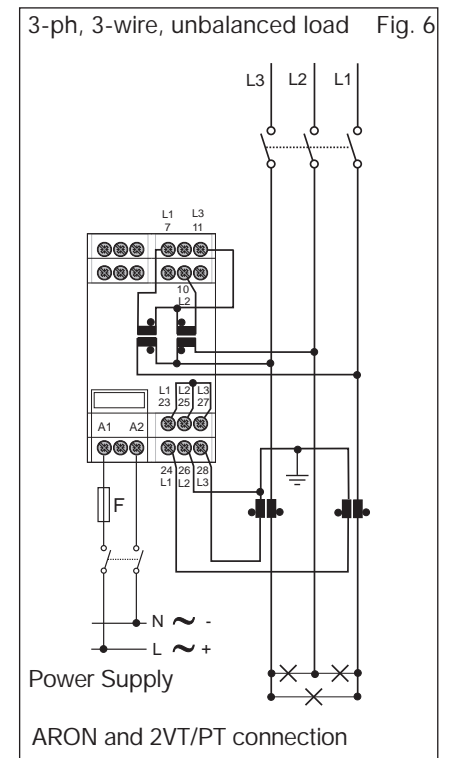 3-ph, 3-wire, unbalanced load Fig. 6
L3 L2 L1
L1 L3
7 11
10
L2
L1 L2 L3
23 25 27
A1 A2
24 26 28
L1 L2 L3
F
N ~ -
L ~ +
Power Supply
ARON and 2VT/PT connection